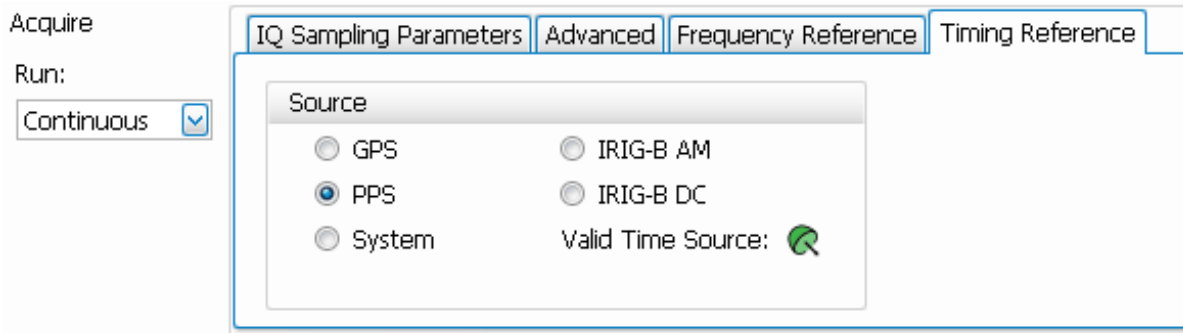 Acquire
Run:
Continuous
IQ Sampling Parameters Advanced Frequency Reference Timing Reference
Source
GPS IRIG-B AM
PPS IRIG-B DC
System Valid Time Source: